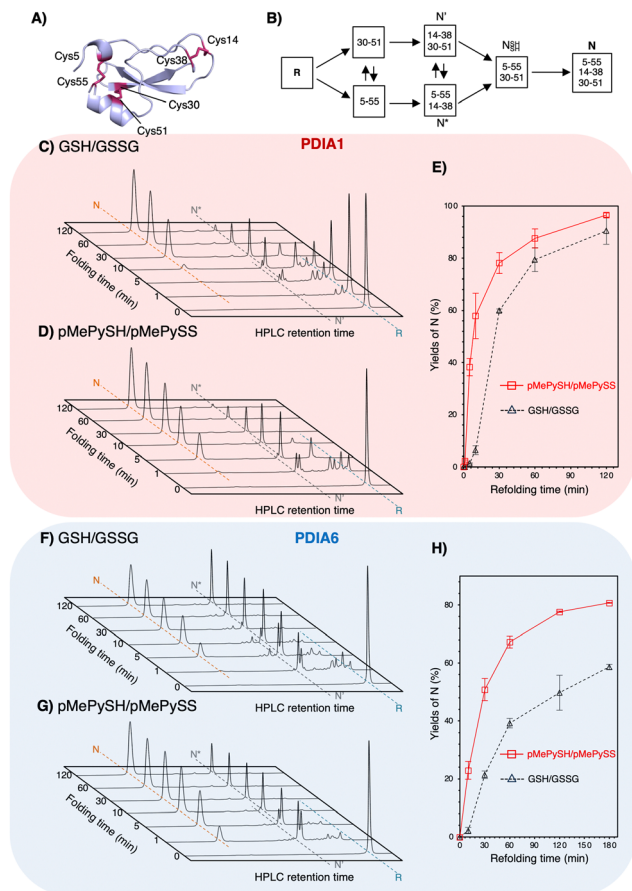 A)
Cys5
Cys14
Cys38
Cys55
Cys30
Cys51
B)
N'
N SH SH
N
R
30-51
14-38
30-51
5-55
30-51
5-55
14-38
30-51
5-55
5-55
14-38
N*
PDIA1
C) GSH/GSSG
N
N*
120
60
30
10
5
1
0
Folding time (min)
HPLC retention time
N'
R
D) pMePySH/pMePySS
N
N*
120
60
30
10
5
1
0
Folding time (min)
HPLC retention time
N'
R
E)
100
80
60
40
20
0
Yields of N (%)
pMePySH/pMePySS
GSH/GSSG
0 30 60 90 120
Refolding time (min)
PDIA6
F) GSH/GSSG
N
N*
120
60
30
10
5
1
0
Folding time (min)
HPLC retention time
N'
R
G) pMePySH/pMePySS
N
N*
120
60
30
10
5
1
0
Folding time (min)
HPLC retention time
N'
R
H)
80
60
40
20
0
Yields of N (%)
pMePySH/pMePySS
GSH/GSSG
0 30 60 90 120 150 180
Refolding time (min)